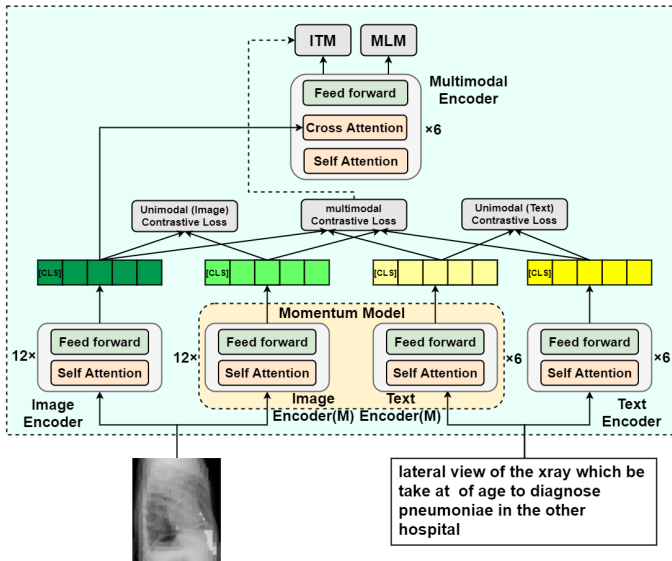 ITM
MLM
Multimodal
Encoder
Feed forward
Cross Attention
×6
Self Attention
Unimodal (Image)
Contrastive Loss
multimodal
Contrastive Loss
Unimodal (Text)
Contrastive Loss
[CLS]
[CLS]
[CLS]
[CLS]
Momentum Model
12×
Feed forward
Self Attention
12×
Feed forward
Self Attention
Feed forward
Self Attention
×6
Feed forward
Self Attention
×6
Image
Encoder
Image
Encoder(M)
Text
Encoder(M)
Text
Encoder
lateral view of the xray which be
take at of age to diagnose
pneumoniae in the other
hospital